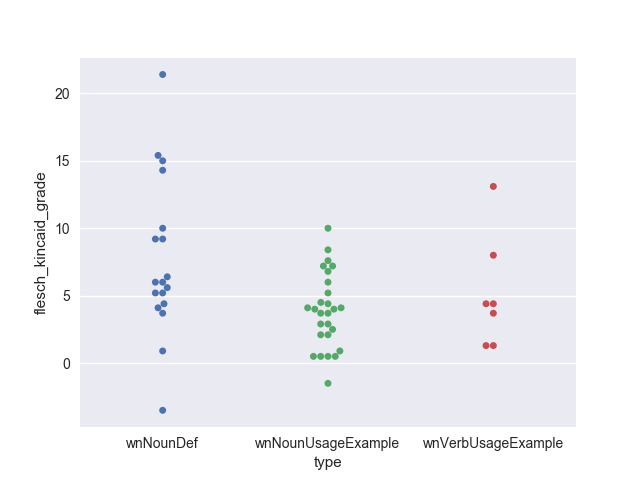 20
15
10
5
0
flesch_kincaid_grade
wnNounDef
wnNounUsageExample
wnVerbUsageExample
type